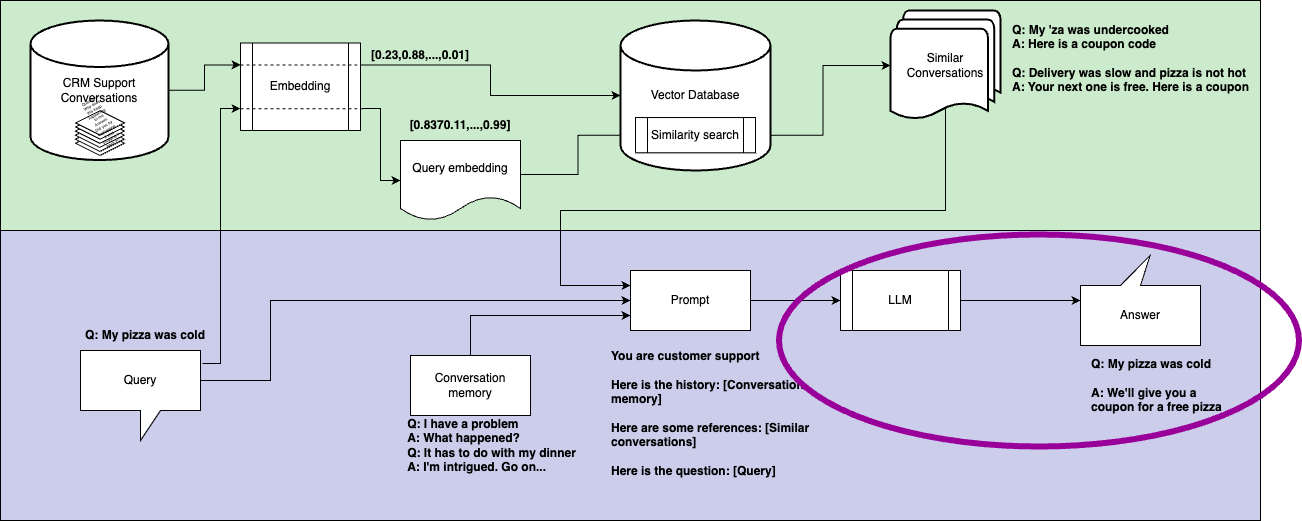 CRM Support
Conversations
Embedding
[0.23,0.88,...,0.01]
[0.8370.11,...,0.99]
Query embedding
Vector Database
Similarity search
Similar
Conversations
Q: My 'za was undercooked
A: Here is a coupon code
Q: Delivery was slow and pizza is not hot
A: Your next one is free. Here is a coupon
Q: My pizza was cold
Query
Conversation
memory
Q: I have a problem
A: What happened?
Q: It has to do with my dinner
A: I'm intrigued. Go on...
Prompt
You are customer support
Here is the history: [Conversation
memory]
Here are some references: [Similar
conversations]
Here is the question: [Query]
LLM
Answer
Q: My pizza was cold
A: We'll give you a
coupon for a free pizza